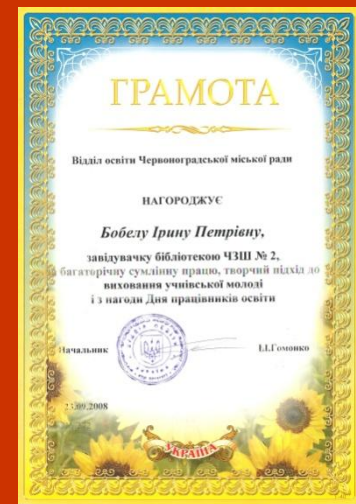 ГРАМОТА
Відділ освіти Червоноградської міської ради
НАГОРОДЖУЄ
Бобелу Ірину Петрівну,
завідувачку бібліотекою ЧЗШ № 2,
багаторічну сумлінну працю, творчий підхід до
виховання учнівської молоді
і з нагоди Дня працівників освіти
Начальник І.І.Гомонко
23.09.2008
УКРАЇНА